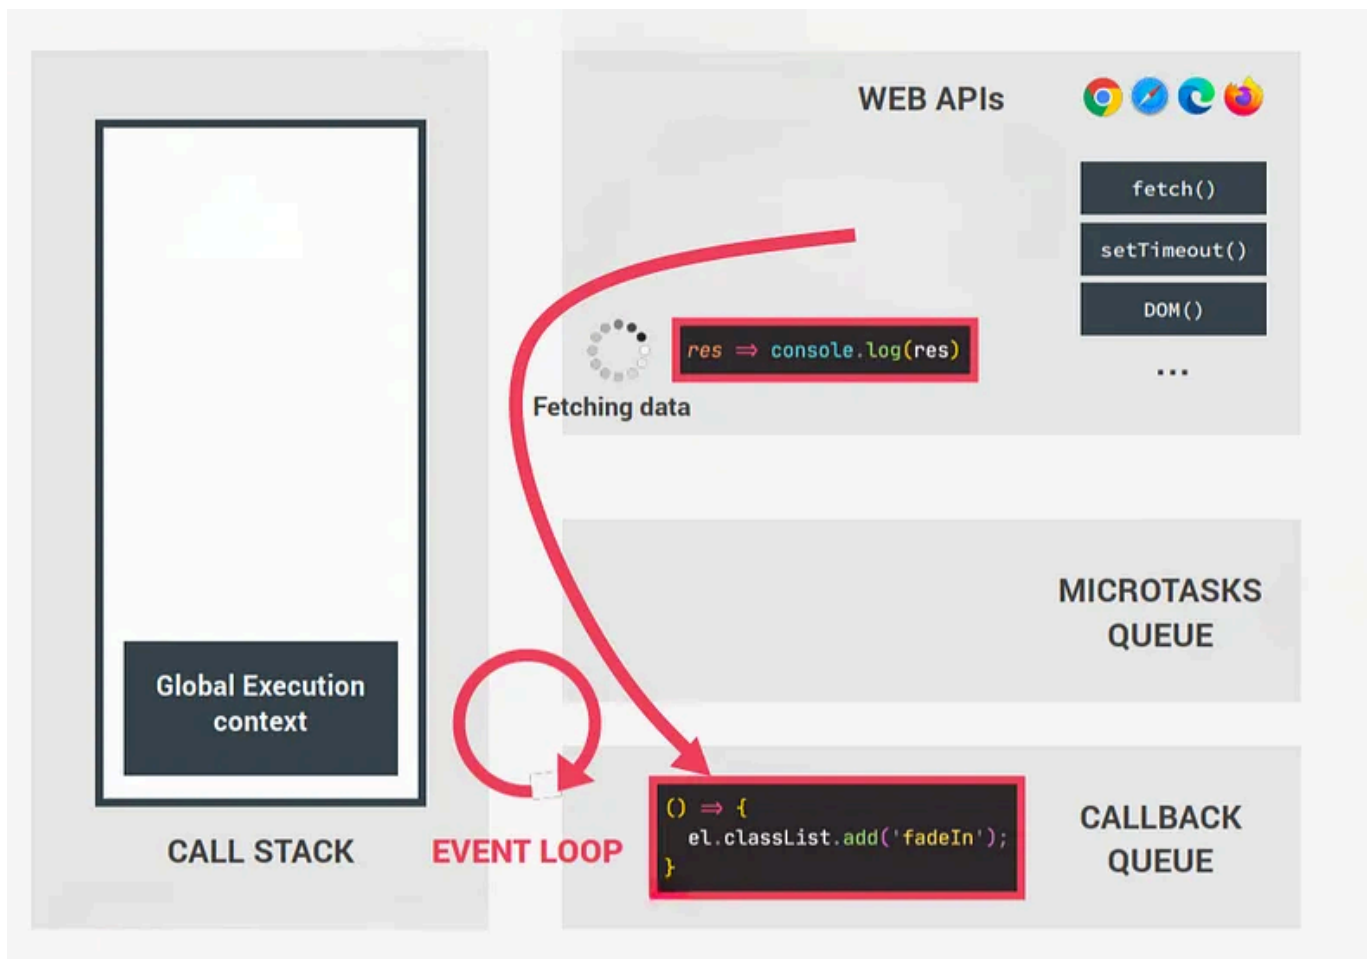 WEB APIs
fetch()
setTimeout()
DOM()
...
res => console.log(res)
Fetching data
MICROTASKS
QUEUE
Global Execution
context
CALL STACK
EVENT LOOP
() => {
el.classList.add('fadeIn');
}
CALLBACK
QUEUE